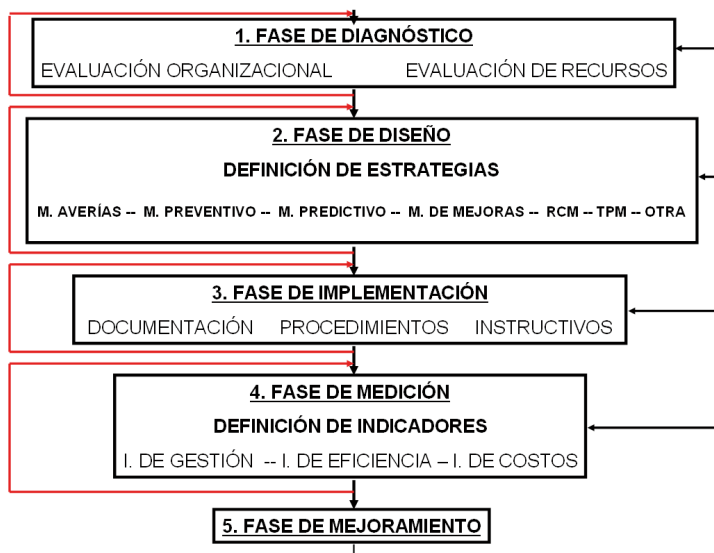 1. FASE DE DIAGNÓSTICO
EVALUACIÓN ORGANIZACIONAL EVALUACIÓN DE RECURSOS
2. FASE DE DISEÑO
DEFINICIÓN DE ESTRATEGIAS
M. AVERÍAS -- M. PREVENTIVO -- M. PREDICTIVO -- M. DE MEJORAS -- RCM -- TPM -- OTRA
3. FASE DE IMPLEMENTACIÓN
DOCUMENTACIÓN PROCEDIMIENTOS INSTRUCTIVOS
4. FASE DE MEDICIÓN
DEFINICIÓN DE INDICADORES
I. DE GESTIÓN -- I. DE EFICIENCIA – I. DE COSTOS
5. FASE DE MEJORAMIENTO